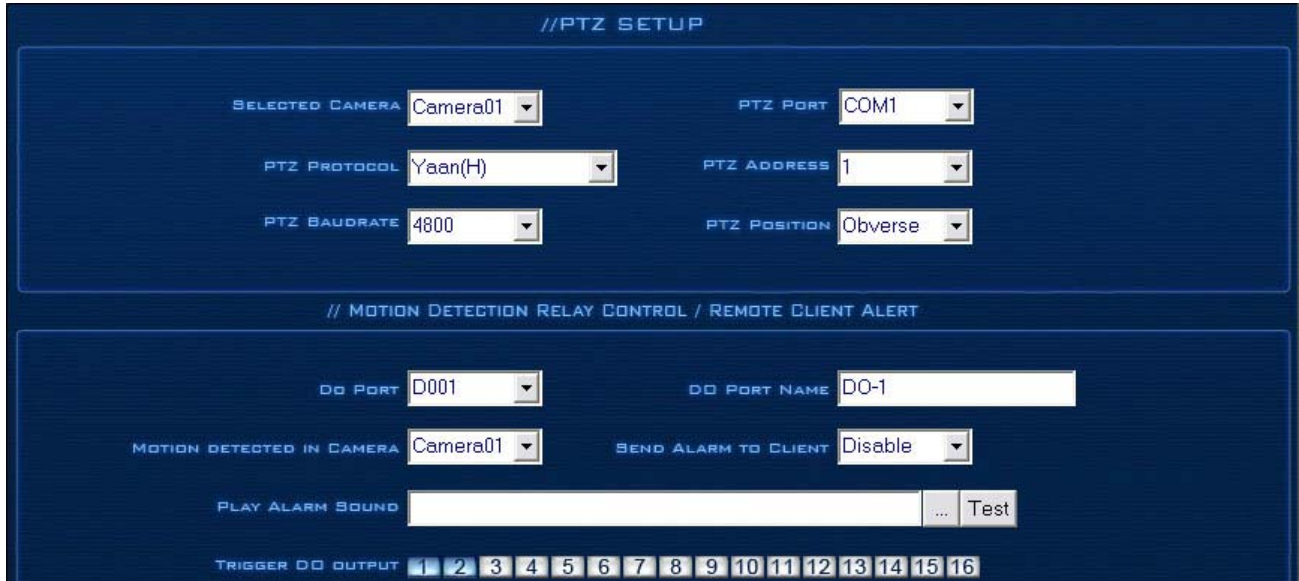 //PTZ SETUP
SELECTED CAMERA Camera01 PTZ PORT COM1
PTZ PROTOCOL Yaan(H) PTZ ADDRESS 1
PTZ BAUDRATE 4800 PTZ POSITION Obverse
// MOTION DETECTION RELAY CONTROL / REMOTE CLIENT ALERT
DO PORT D001 DO PORT NAME DO-1
MOTION DETECTED IN CAMERA Camera01 SEND ALARM TO CLIENT Disable
PLAY ALARM SOUND ... Test
TRIGGER DO OUTPUT 1 2 3 4 5 6 7 8 9 10 11 12 13 14 15 16